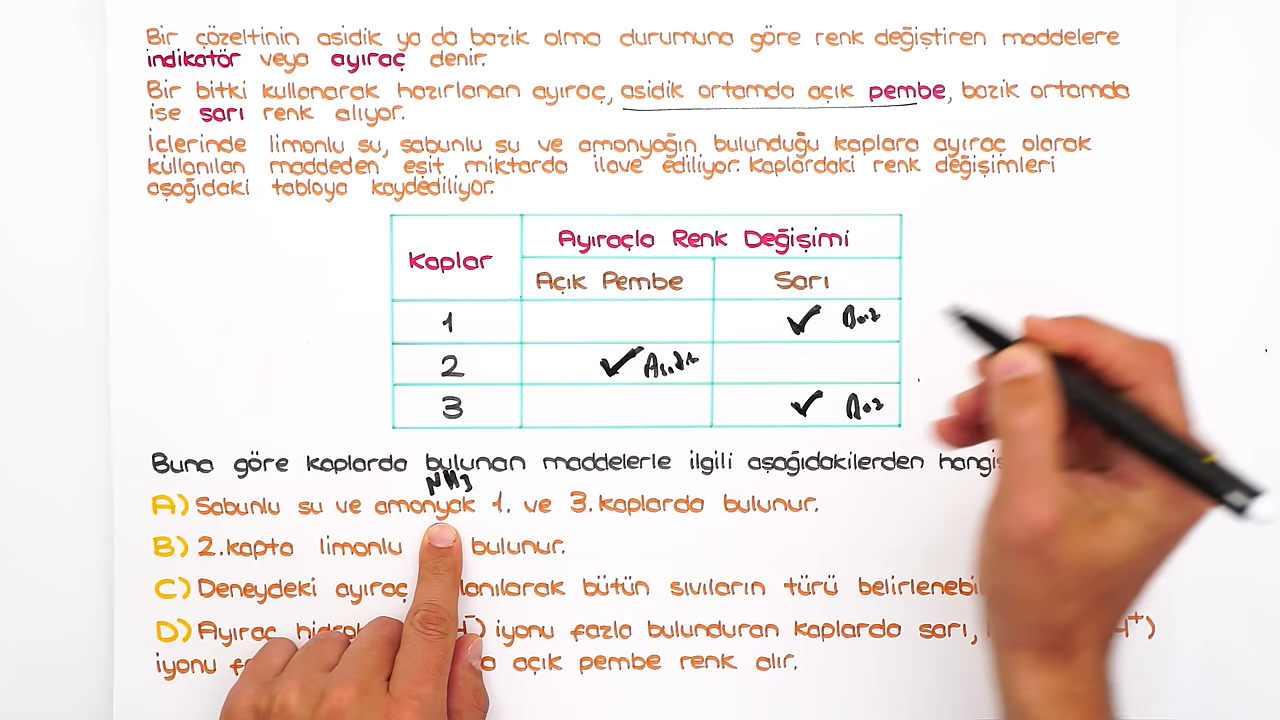 Bir çözeltinin asidik ya da bazik olma durumuna göre renk değiştiren maddelere
indikatör veya ayıraç denir.
Bir bitki kullanarak hazırlanan ayıraç, asidik ortamda açık pembe, bazik ortamda
ise sarı renk alıyor.
İçlerinde limonlu su, sabunlu su ve amonyağın bulunduğu kaplara ayıraç olarak
kullanılan maddeden eşit miktarda ilave ediliyor. Kaplardaki renk değişimleri
aşağıdaki tabloya kaydediliyor.
Kaplar
Ayıraçla Renk Değişimi
Açık Pembe Sarı
1 ✓ Baz
2 ✓ Asidik
3 ✓ Baz
Buna göre kaplarda bulunan maddelerle ilgili aşağıdakilerden
NH3
A) Sabunlu su ve amonyak 1. ve 3. kaplarda bulunur.
B) 2. kapta limonlu bulunur.
C) Deneydeki ayıraç bütün sıvıların türü
D) Ayıraç iyonu fazla bulunduran kaplarda sarı,
iyonu açık pembe renk alır.